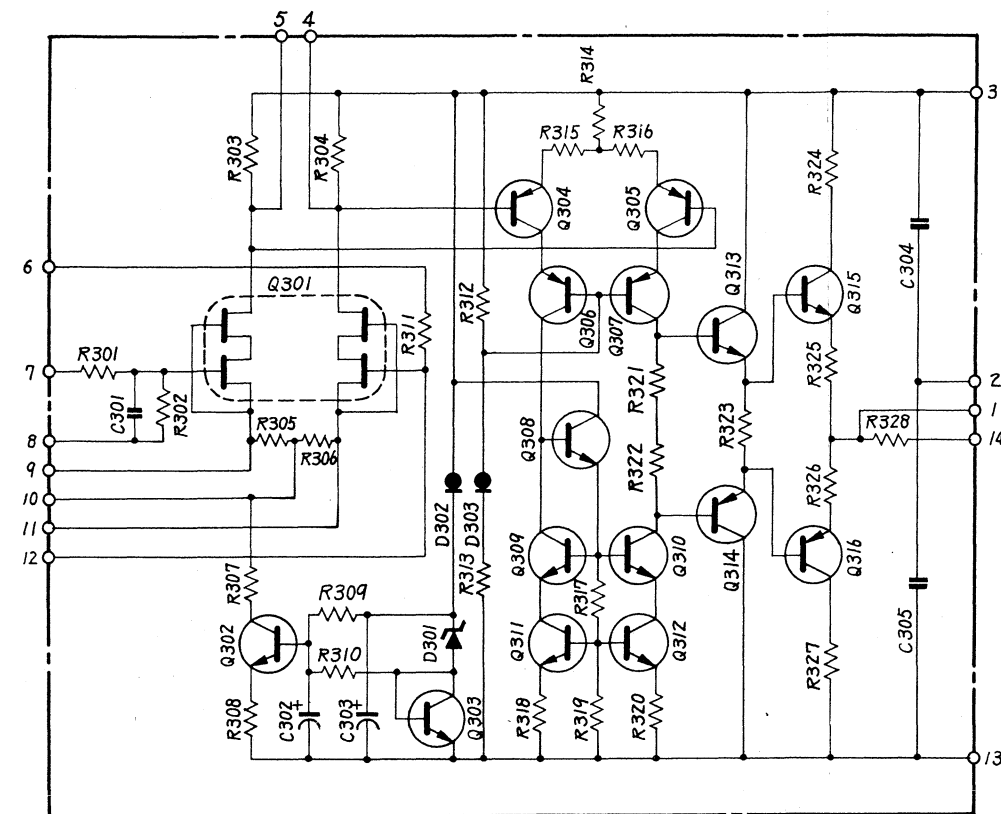 5 4
R314
3
R315 R316
R303
R304
R324
Q304
Q305
C304
6
Q301
R312
Q313
Q315
R311
Q306
Q307
7
R301
R325
C301
R302
R321
2
R305
Q308
R323
1
8
R306
R328
14
9
R322
R326
10
D302
D303
11
Q309
Q310
Q314
Q316
12
R313
R307
R309
R317
C305
D301
Q302
R310
Q311
Q312
R327
R308
C302
+
C303
+
Q303
R318
R319
R320
13